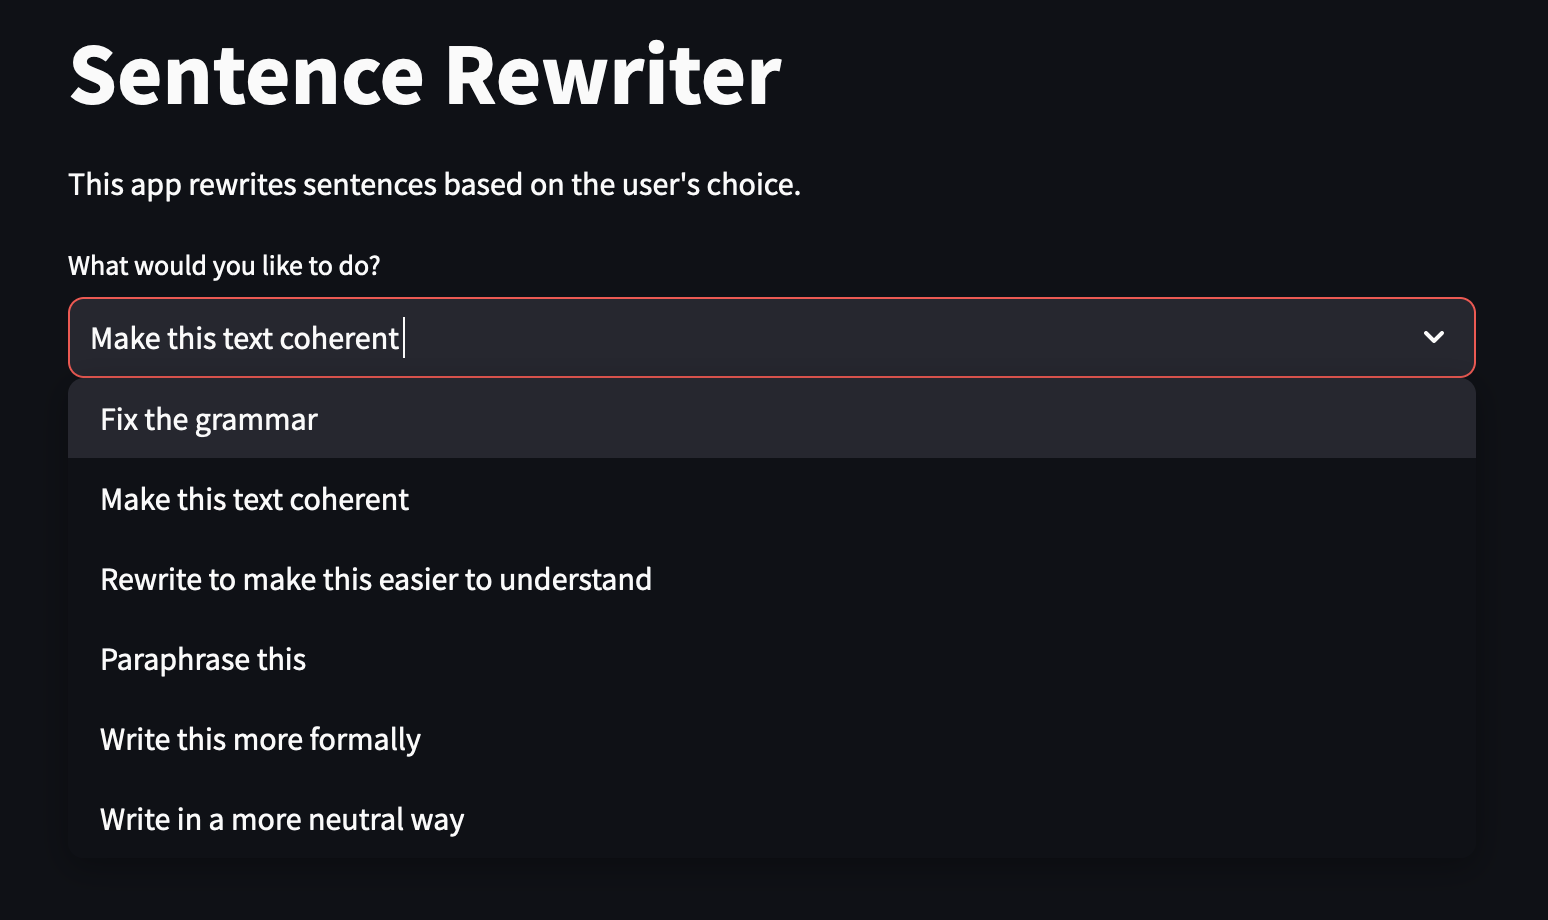 Sentence Rewriter
This app rewrites sentences based on the user's choice.
What would you like to do?
Make this text coherent
Fix the grammar
Make this text coherent
Rewrite to make this easier to understand
Paraphrase this
Write this more formally
Write in a more neutral way